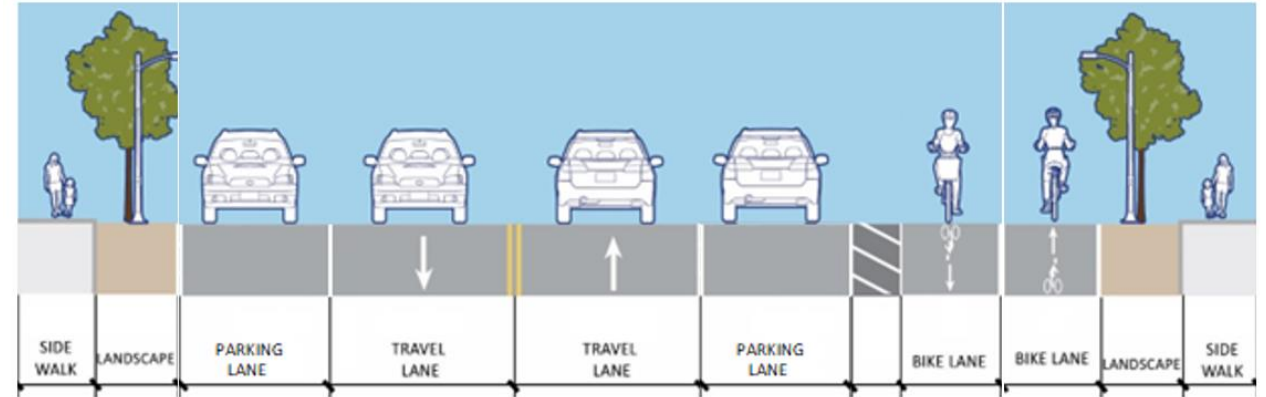 SIDE
WALK
LANDSCAPE
PARKING
LANE
TRAVEL
LANE
TRAVEL
LANE
PARKING
LANE
BIKE LANE
BIKE LANE
LANDSCAPE
SIDE
WALK